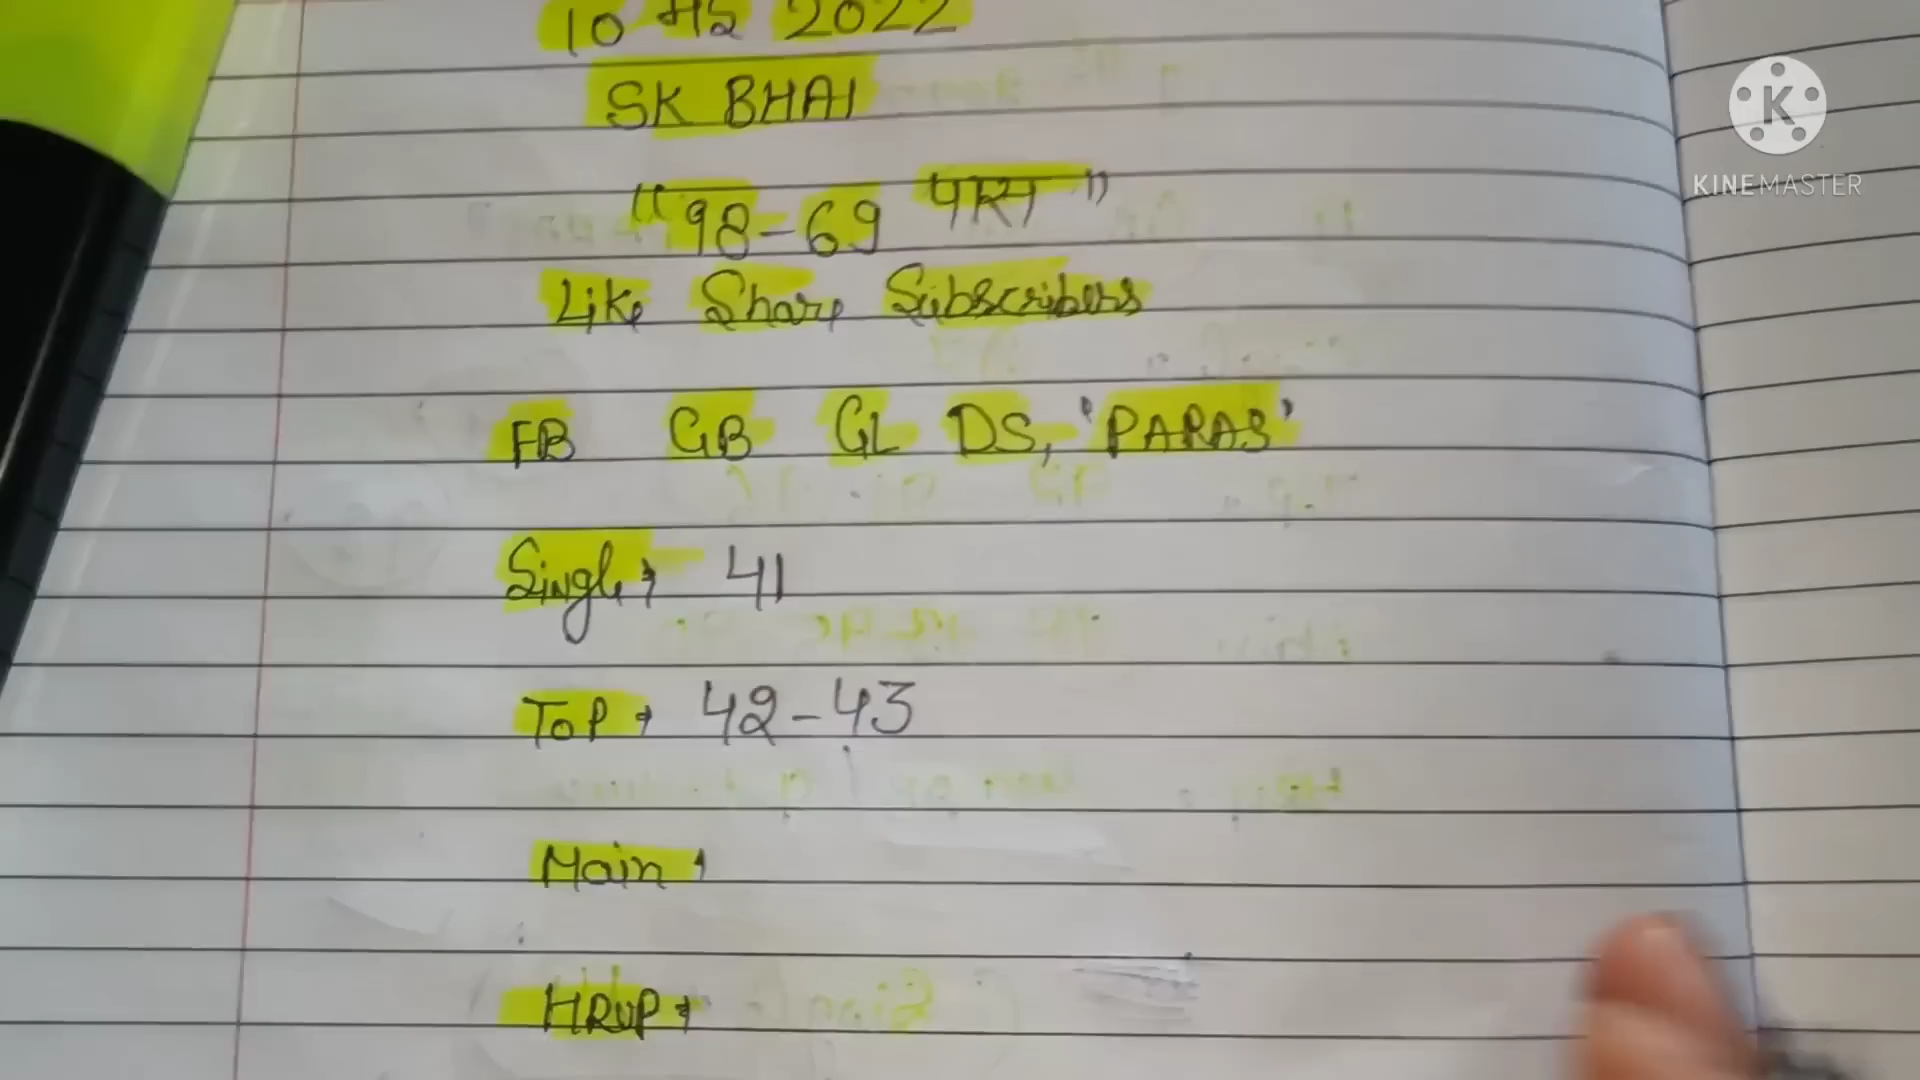 10 मई 2022
SK BHAI
"98-69 पास"
Like Share Subscribers
FB GB GL DS, 'PARAS'
Single → 41
TOP → 42-43
Main →
HRUP →
K
KINEMASTER